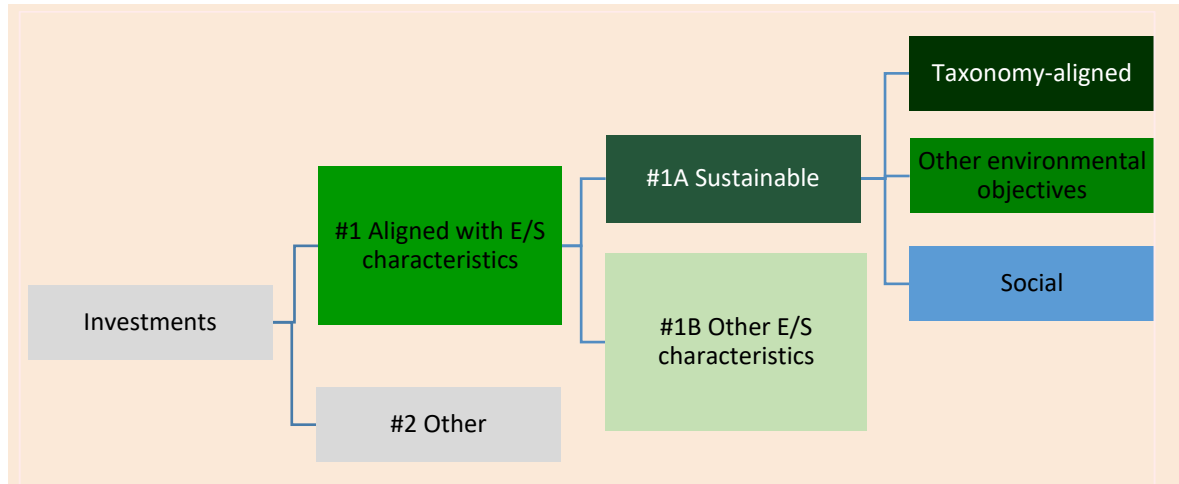 Investments
#1 Aligned with E/S
characteristics
#2 Other
#1A Sustainable
#1B Other E/S
characteristics
Taxonomy-aligned
Other environmental
objectives
Social